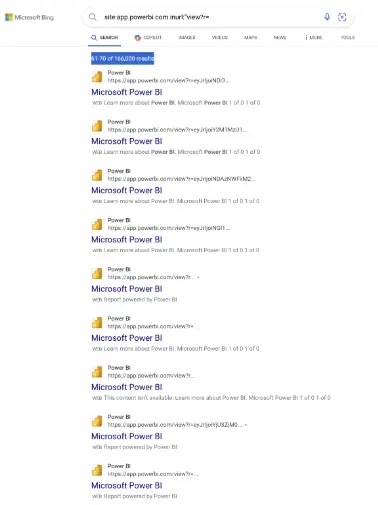 Microsoft Bing
site:app.powerbi.com inurl:"view?r=
SEARCH
COPILOT
IMAGES
VIDEOS
MAPS
NEWS
MORE
TOOLS
61-70 of 166,000 results
Power BI
https://app.powerbi.com/view?r=
Microsoft Power BI
WEB Learn more about Power BI. Microsoft Power BI 1 of 0 1 of 0
Power BI
https://app.powerbi.com/view?r=
Microsoft Power BI
WEB Learn more about Power BI. Microsoft Power BI 1 of 0 1 of 0
Power BI
https://app.powerbi.com/view?r=
Microsoft Power BI
WEB Learn more about Power BI. Microsoft Power BI 1 of 0 1 of 0
Power BI
https://app.powerbi.com/view?r=
Microsoft Power BI
WEB Learn more about Power BI. Microsoft Power BI 1 of 0 1 of 0
Power BI
https://app.powerbi.com/view?r...
Microsoft Power BI
WEB Report powered by Power BI
Power BI
https://app.powerbi.com/view?r=
Microsoft Power BI
WEB Learn more about Power BI. Microsoft Power BI 1 of 0 1 of 0
Power BI
https://app.powerbi.com/view?r...
Microsoft Power BI
WEB This content isn't available. Learn more about Power BI. Microsoft Power BI 1 of 0 1 of 0
Power BI
https://app.powerbi.com/view?r=
Microsoft Power BI
WEB Report powered by Power BI
Power BI
https://app.powerbi.com/view?r=...
Microsoft Power BI
WEB Report powered by Power BI